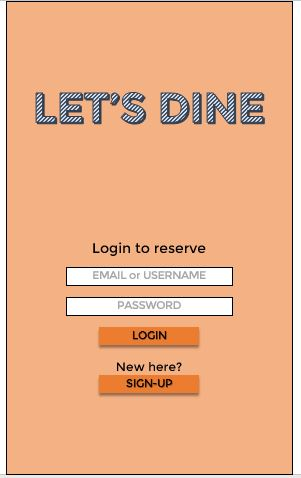 LET'S DINE
Login to reserve
EMAIL or USERNAME
PASSWORD
LOGIN
New here?
SIGN-UP